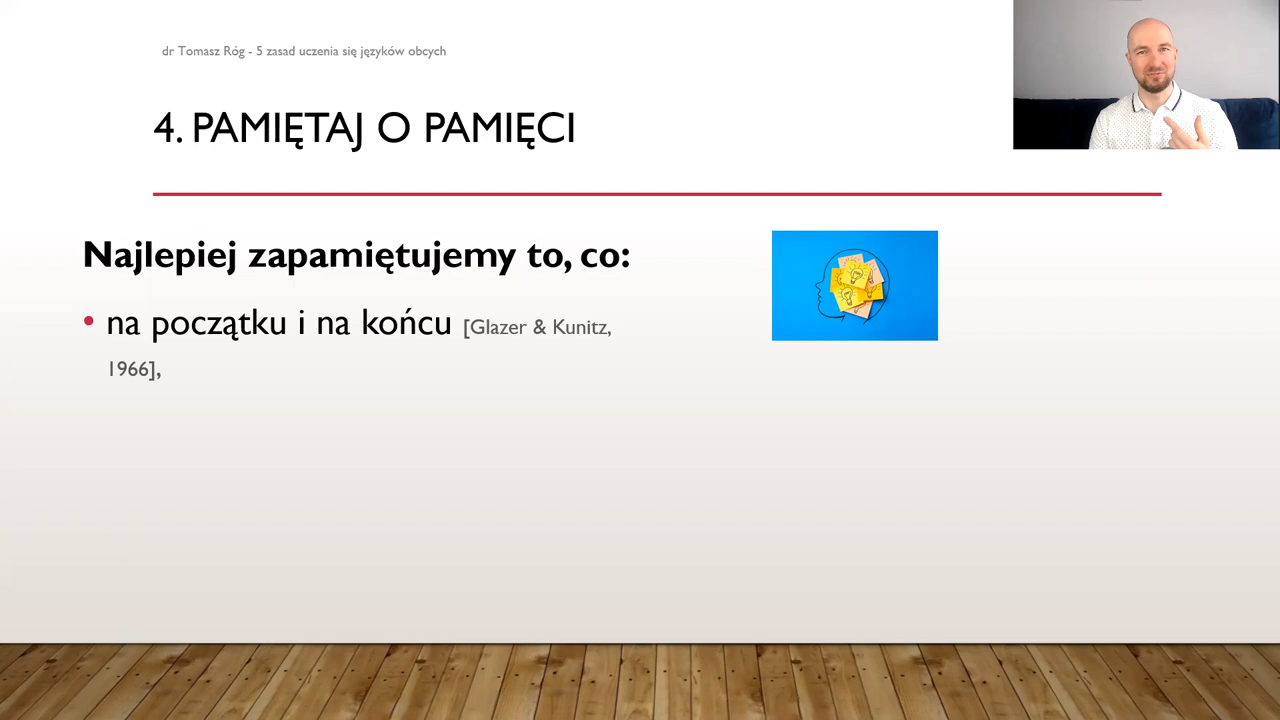 dr Tomasz Róg - 5 zasad uczenia się języków obcych
4. PAMIĘTAJ O PAMIĘCI
Najlepiej zapamiętujemy to, co:
• na początku i na końcu [Glazer & Kunitz,
1966],